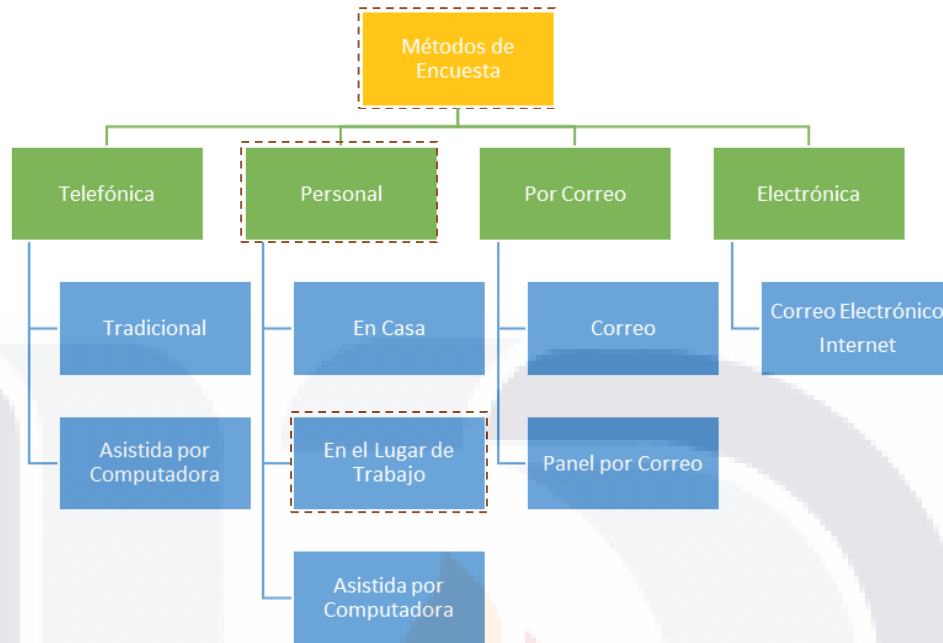 Métodos de
Encuesta
Telefónica
Personal
Por Correo
Electrónica
Tradicional
En Casa
Correo
Correo Electrónico
Internet
Asistida por
Computadora
En el Lugar de
Trabajo
Panel por Correo
Asistida por
Computadora